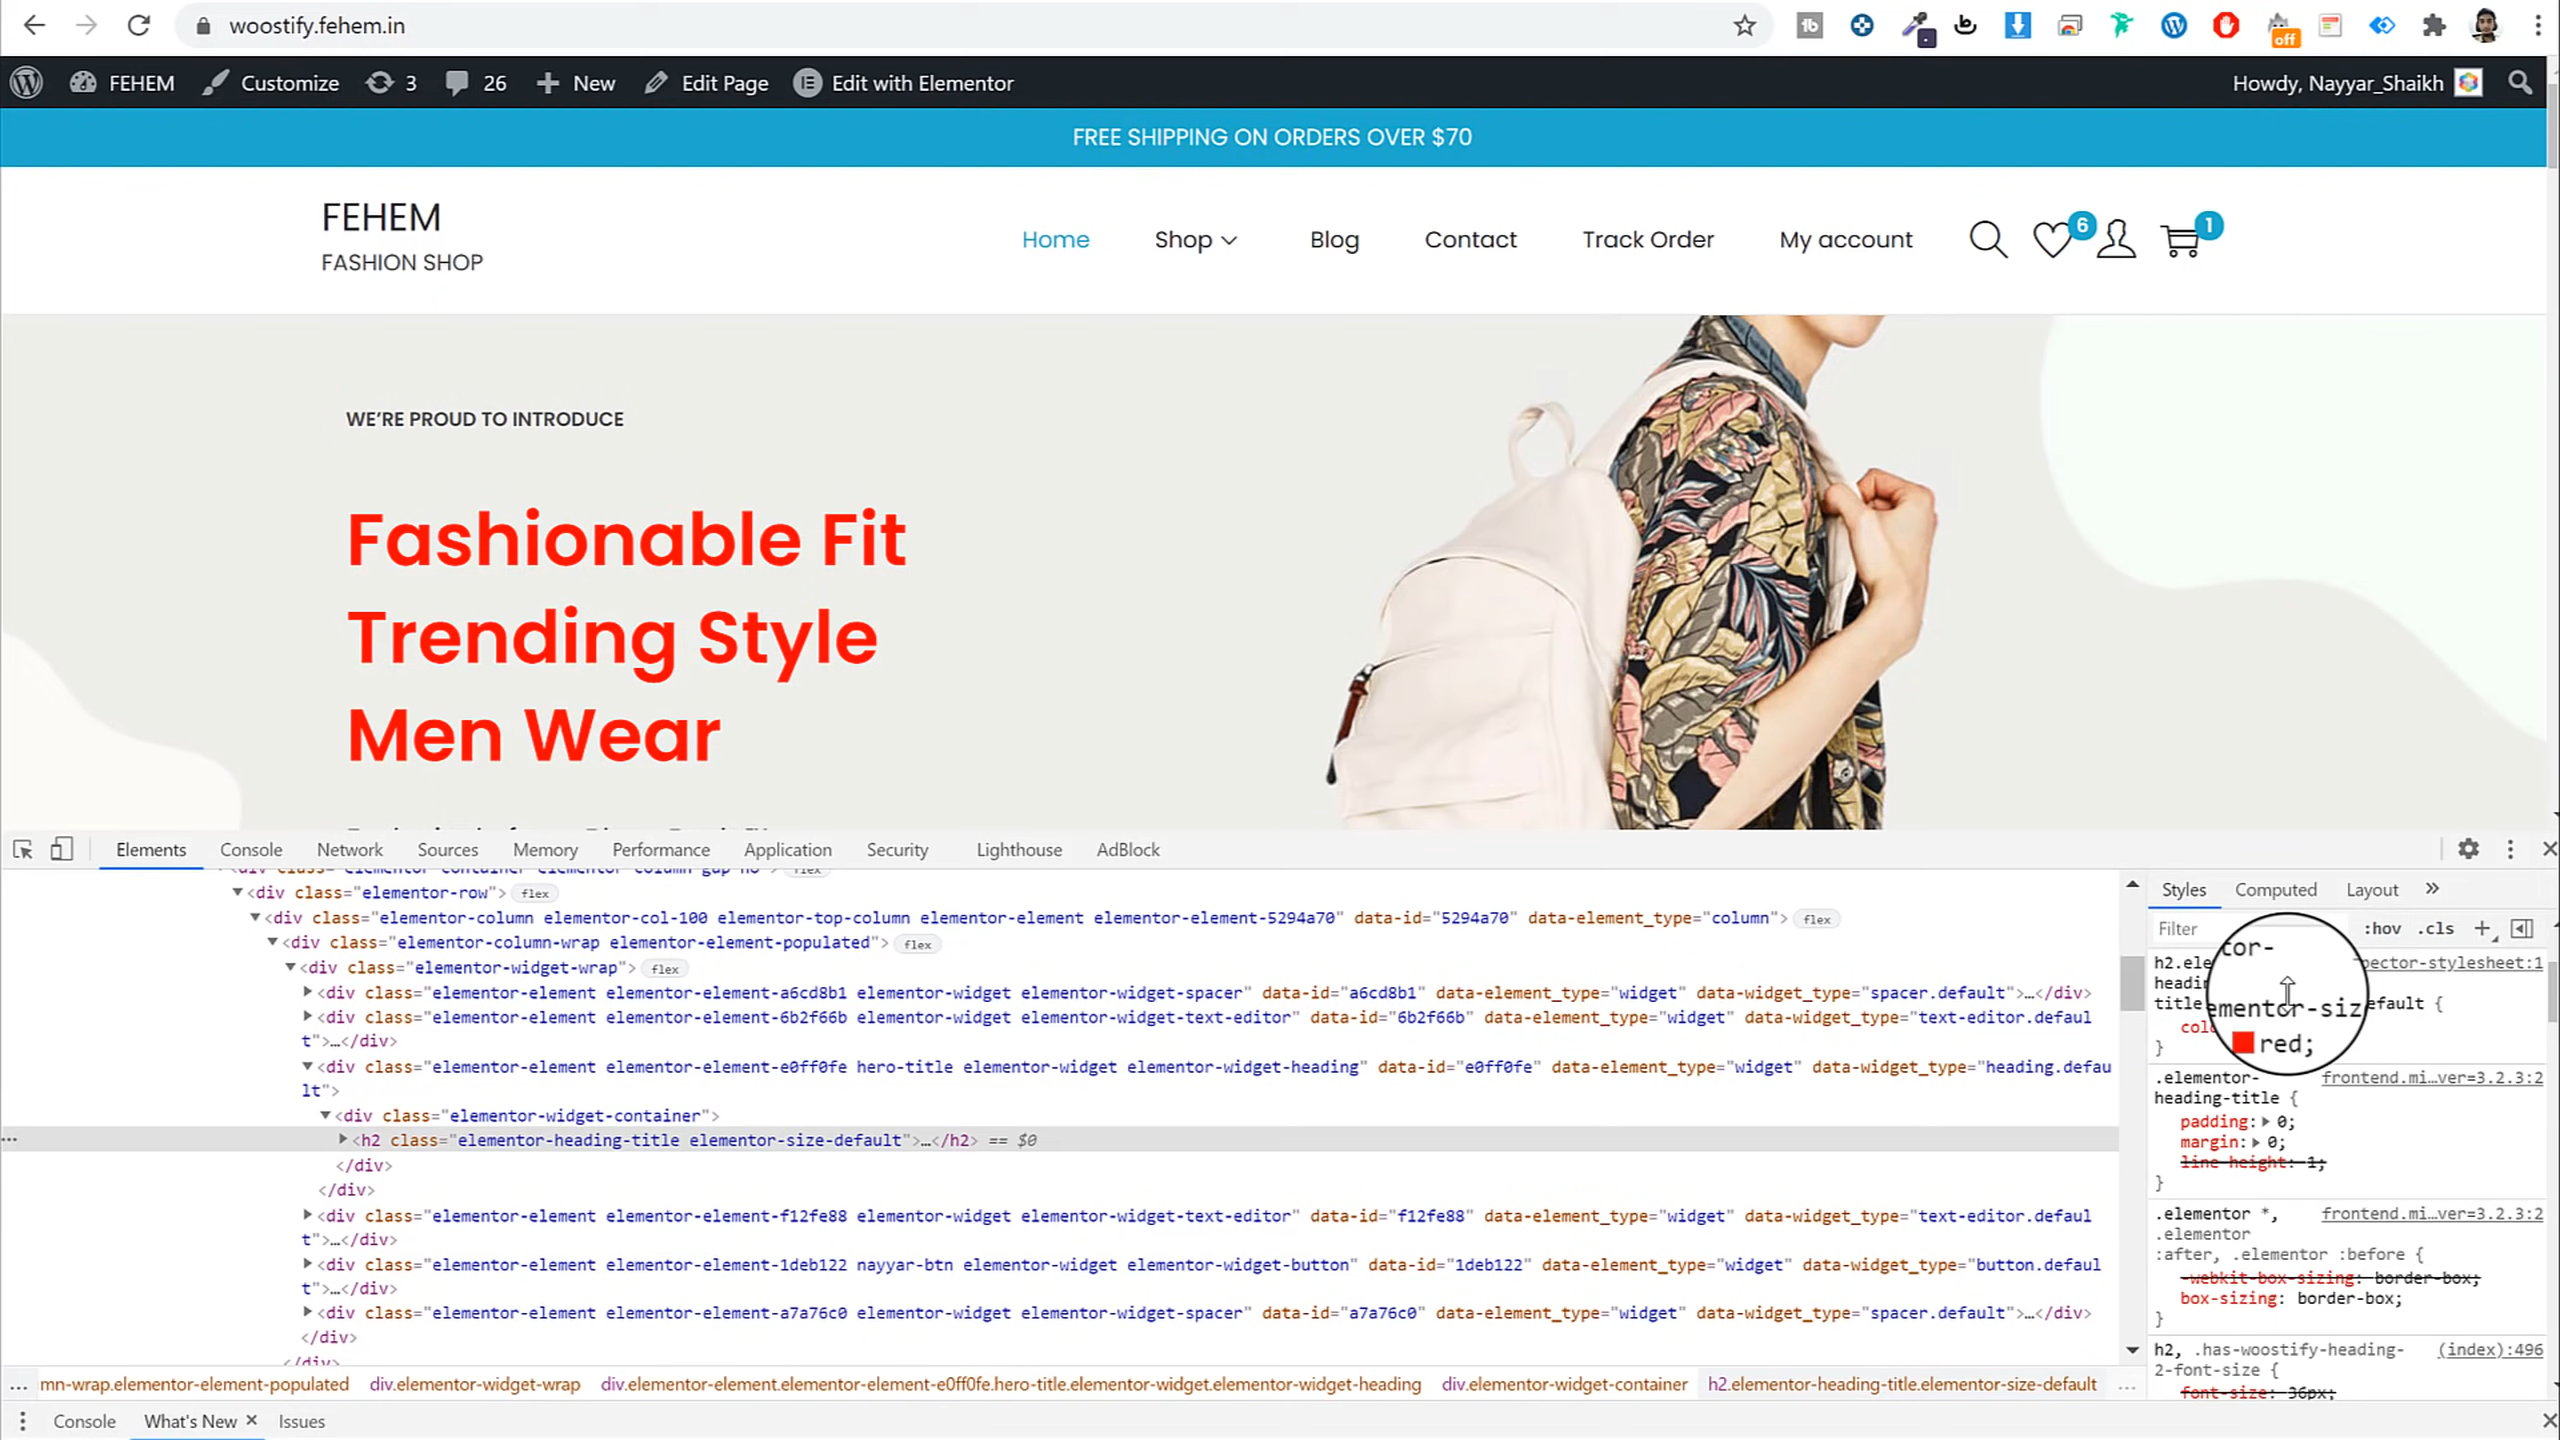 woostify.fehem.in
off
FEHEM Customize 3 26 New Edit Page Edit with Elementor Howdy, Nayyar_Shaikh
FREE SHIPPING ON ORDERS OVER $70
FEHEM
FASHION SHOP
Home Shop Blog Contact Track Order My account 6 1
WE'RE PROUD TO INTRODUCE
Fashionable Fit
Trending Style
Men Wear
Elements Console Network Sources Memory Performance Application Security Lighthouse AdBlock
▼<div class="elementor-row"> flex
▼<div class="elementor-column elementor-col-100 elementor-top-column elementor-element elementor-element-5294a70" data-id="5294a70" data-element_type="column"> flex
▼<div class="elementor-column-wrap elementor-element-populated"> flex
▼<div class="elementor-widget-wrap"> flex
▶<div class="elementor-element elementor-element-a6cd8b1 elementor-widget elementor-widget-spacer" data-id="a6cd8b1" data-element_type="widget" data-widget_type="spacer.default">…</div>
▶<div class="elementor-element elementor-element-6b2f66b elementor-widget elementor-widget-text-editor" data-id="6b2f66b" data-element_type="widget" data-widget_type="text-editor.defaul
t">…</div>
▼<div class="elementor-element elementor-element-e0ff0fe hero-title elementor-widget elementor-widget-heading" data-id="e0ff0fe" data-element_type="widget" data-widget_type="heading.defau
lt">
▼<div class="elementor-widget-container">
… ▶<h2 class="elementor-heading-title elementor-size-default">…</h2> == $0
</div>
</div>
▶<div class="elementor-element elementor-element-f12fe88 elementor-widget elementor-widget-text-editor" data-id="f12fe88" data-element_type="widget" data-widget_type="text-editor.defaul
t">…</div>
▶<div class="elementor-element elementor-element-1deb122 nayyar-btn elementor-widget elementor-widget-button" data-id="1deb122" data-element_type="widget" data-widget_type="button.defaul
t">…</div>
▶<div class="elementor-element elementor-element-a7a76c0 elementor-widget elementor-widget-spacer" data-id="a7a76c0" data-element_type="widget" data-widget_type="spacer.default">…</div>
</div>
</div>
… mn-wrap.elementor-element-populated div.elementor-widget-wrap div.elementor-element.elementor-element-e0ff0fe.hero-title.elementor-widget.elementor-widget-heading div.elementor-widget-container h2.elementor-heading-title.elementor-size-default …
Console What's New × Issues
Styles Computed Layout »
Filter :hov .cls +
tor-
h2.ele pector-stylesheet:1
headin
title ementor-siz efault {
colo red;
}
.elementor- frontend.mi…ver=3.2.3:2
heading-title {
padding:▶ 0;
margin:▶ 0;
line-height: 1;
}
.elementor *, frontend.mi…ver=3.2.3:2
.elementor
:after, .elementor :before {
-webkit-box-sizing: border-box;
box-sizing: border-box;
}
h2, .has-woostify-heading- (index):496
2-font-size {
font-size: 36px;